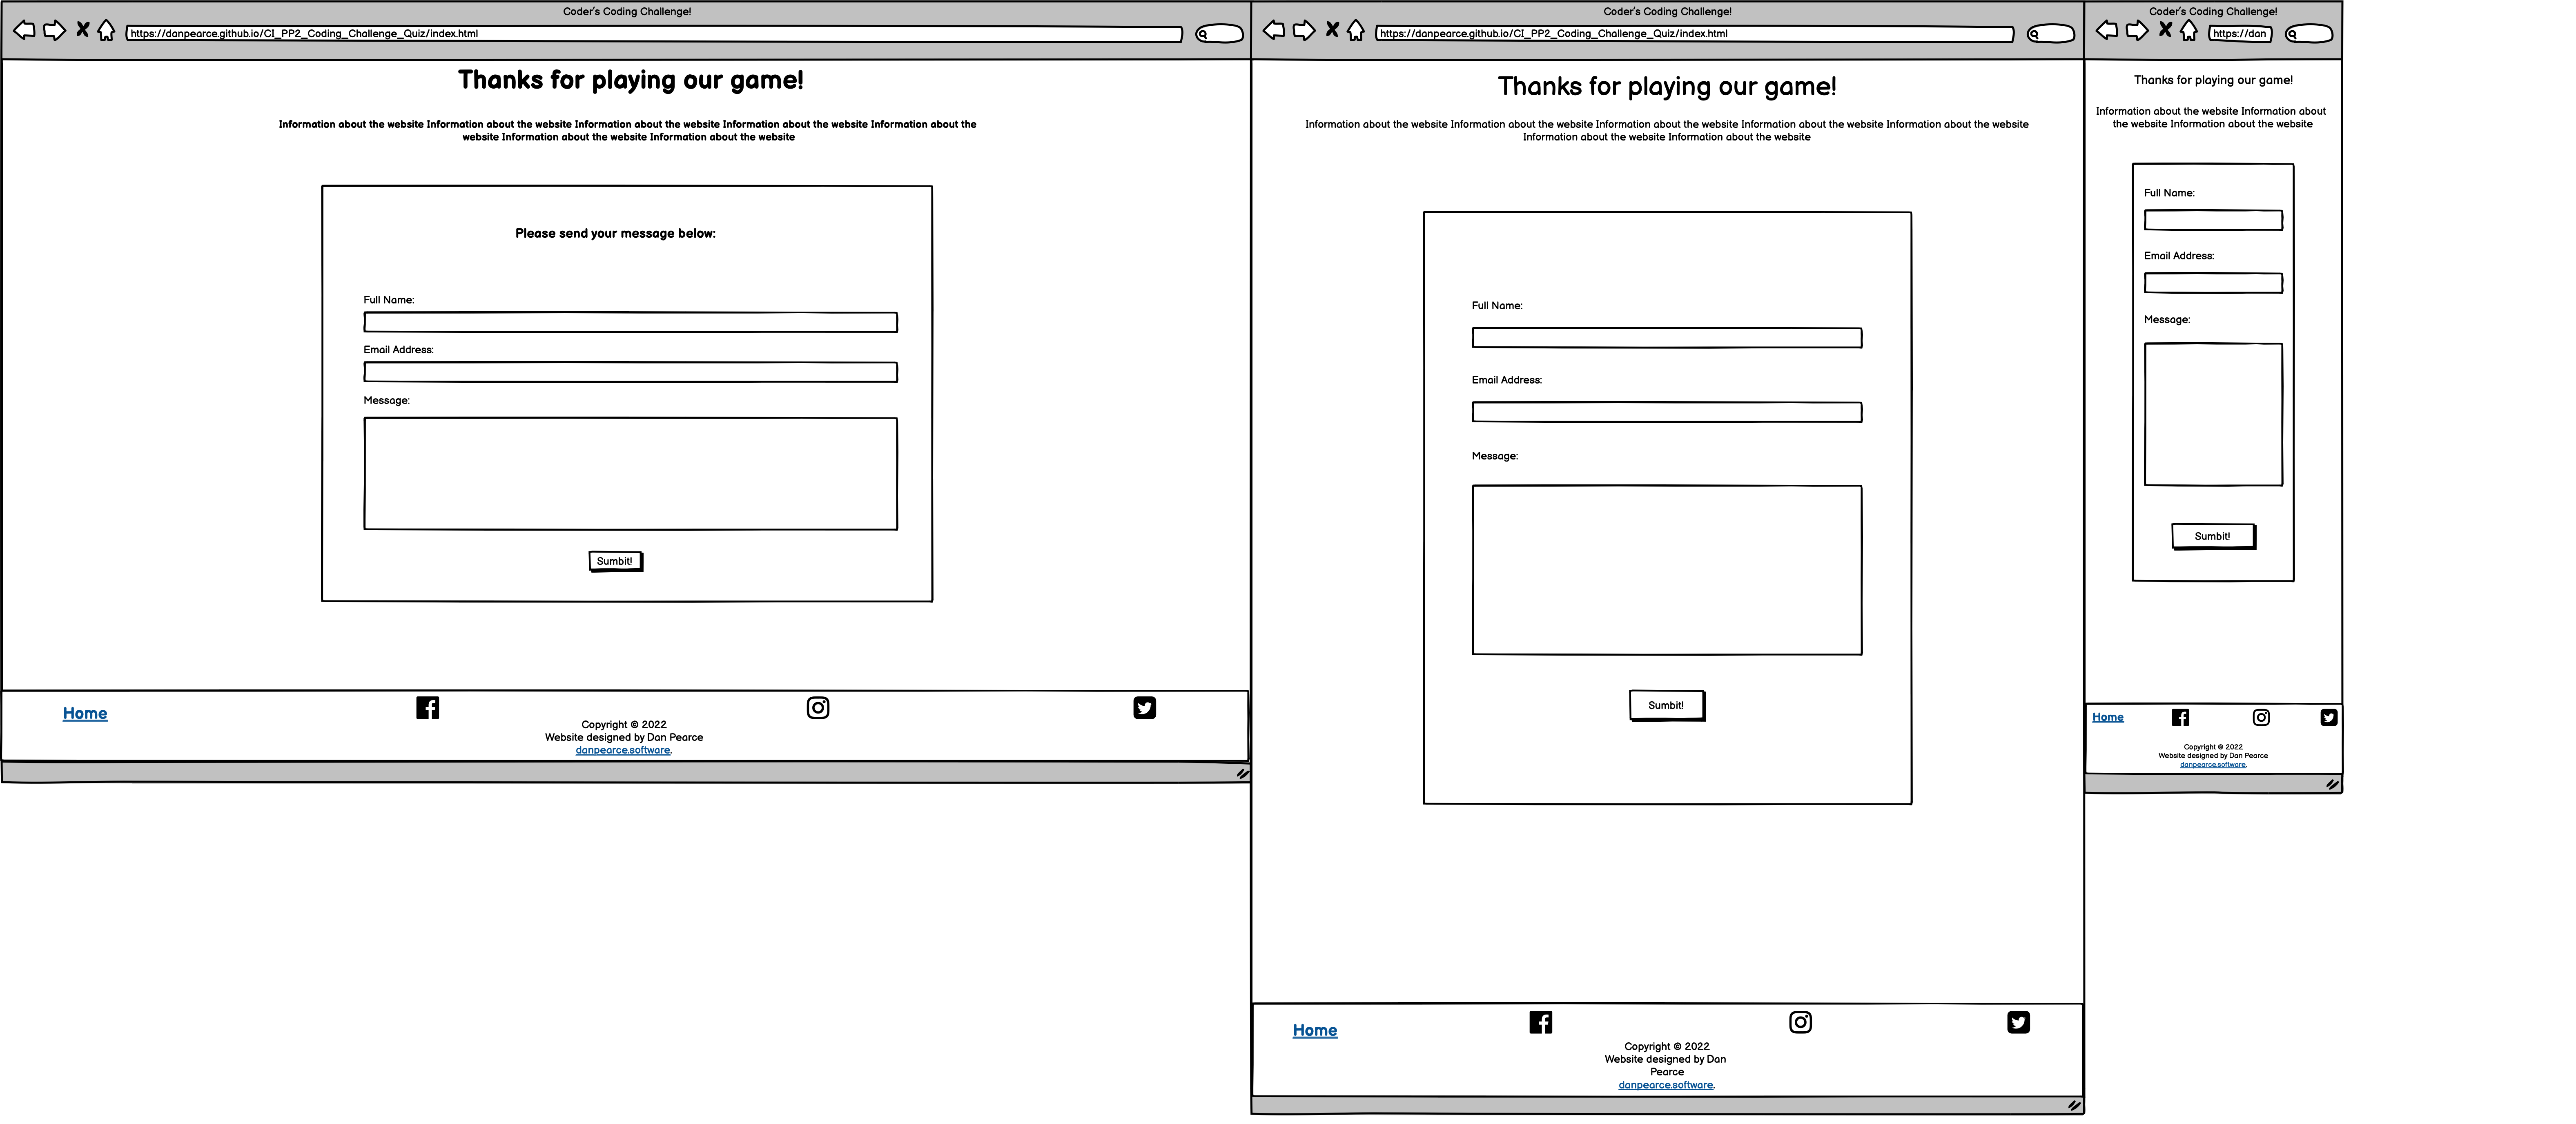 Coder's Coding Challenge!
https://danpearce.github.io/CI_PP2_Coding_Challenge_Quiz/index.html
Thanks for playing our game!
Information about the website Information about the website Information about the website Information about the website Information about the
website Information about the website Information about the website
Please send your message below:
Full Name:
Email Address:
Message:
Sumbit!
Home
Copyright © 2022
Website designed by Dan Pearce
danpearce.software.
Coder's Coding Challenge!
https://danpearce.github.io/CI_PP2_Coding_Challenge_Quiz/index.html
Thanks for playing our game!
Information about the website Information about the website Information about the website Information about the website Information about the website
Information about the website Information about the website
Full Name:
Email Address:
Message:
Sumbit!
Home
Copyright © 2022
Website designed by Dan
Pearce
danpearce.software.
Coder's Coding Challenge!
https://dan
Thanks for playing our game!
Information about the website Information about
the website Information about the website
Full Name:
Email Address:
Message:
Sumbit!
Home
Copyright © 2022
Website designed by Dan Pearce
danpearce.software.